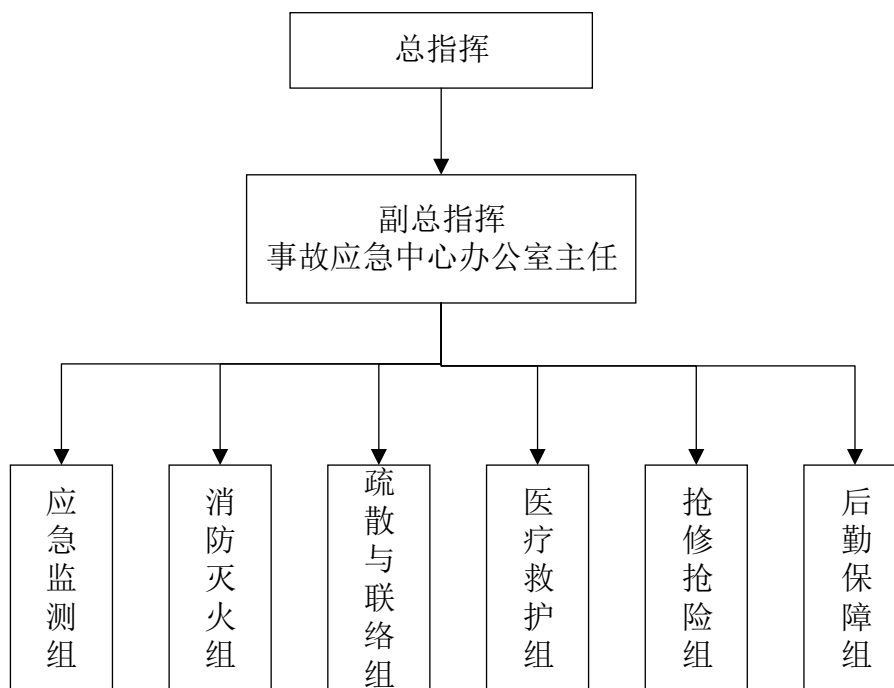 总指挥
副总指挥
事故应急中心办公室主任
应急监测组
消防灭火组
疏散与联络组
医疗救护组
抢修抢险组
后勤保障组